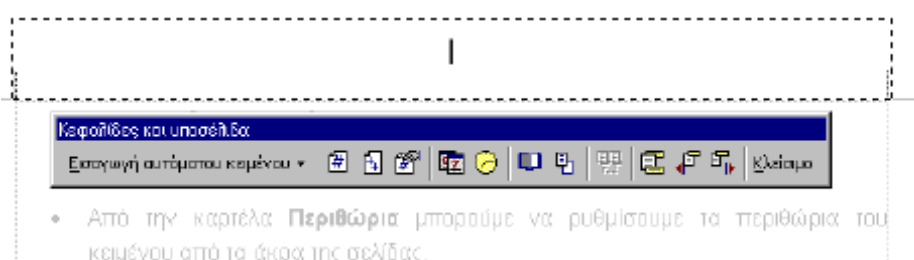 Κεφαλίδες και υποσέλιδα
Εισαγωγή αυτόματου κειμένου Κλείσιμο
• Από την καρτέλα Περιθώρια μπορούμε να ρυθμίσουμε τα περιθώρια του
κειμένου από τα άκρα της σελίδας.